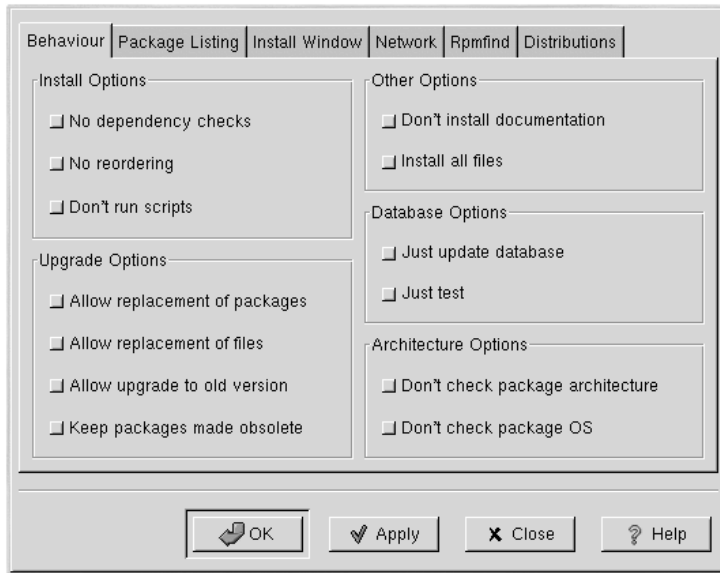 Behaviour Package Listing Install Window Network Rpmfind Distributions
Install Options
No dependency checks
No reordering
Don't run scripts
Upgrade Options
Allow replacement of packages
Allow replacement of files
Allow upgrade to old version
Keep packages made obsolete
Other Options
Don't install documentation
Install all files
Database Options
Just update database
Just test
Architecture Options
Don't check package architecture
Don't check package OS
OK Apply Close Help